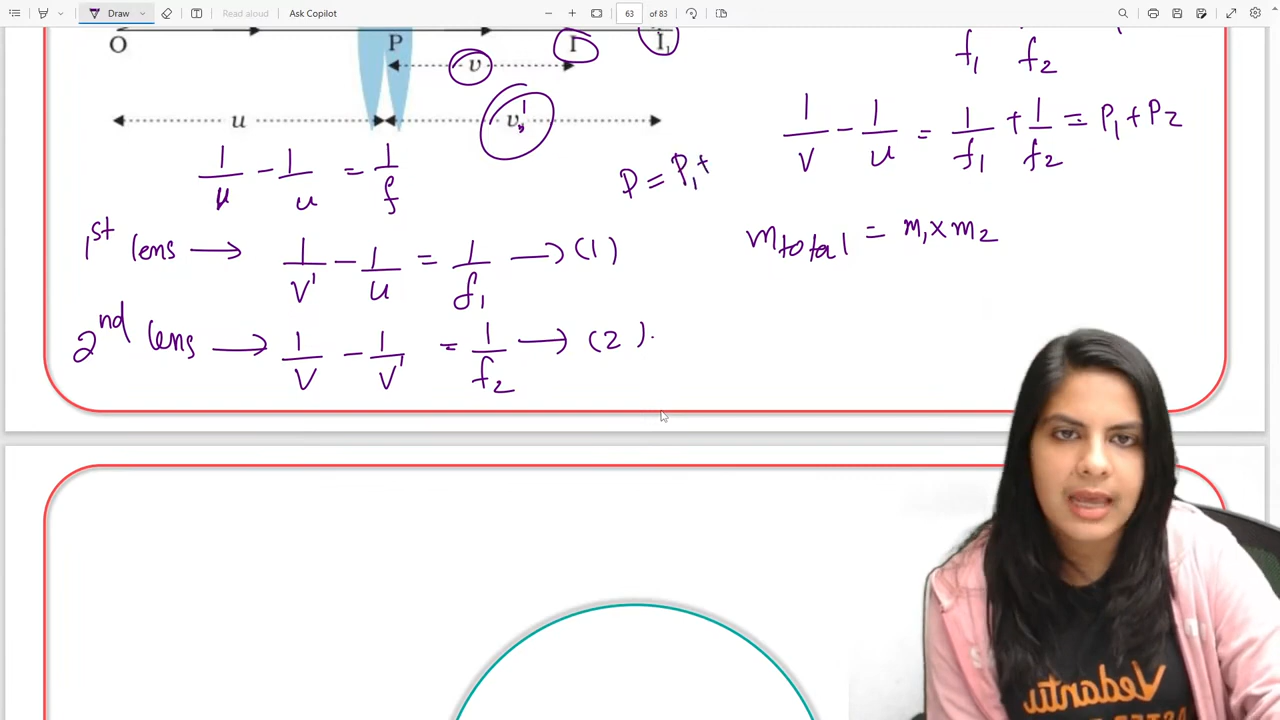 Draw
Read aloud
Ask Copilot
63 of 83
O P I I₁
v
u v'
f₁ f₂
1/v - 1/u = 1/f₁ + 1/f₂ = P₁ + P₂
1/v - 1/u = 1/f
P = P₁ +
m total = m₁ × m₂
1st lens → 1/v' - 1/u = 1/f₁ → (1)
2nd lens → 1/v - 1/v' = 1/f₂ → (2).
Vedantu